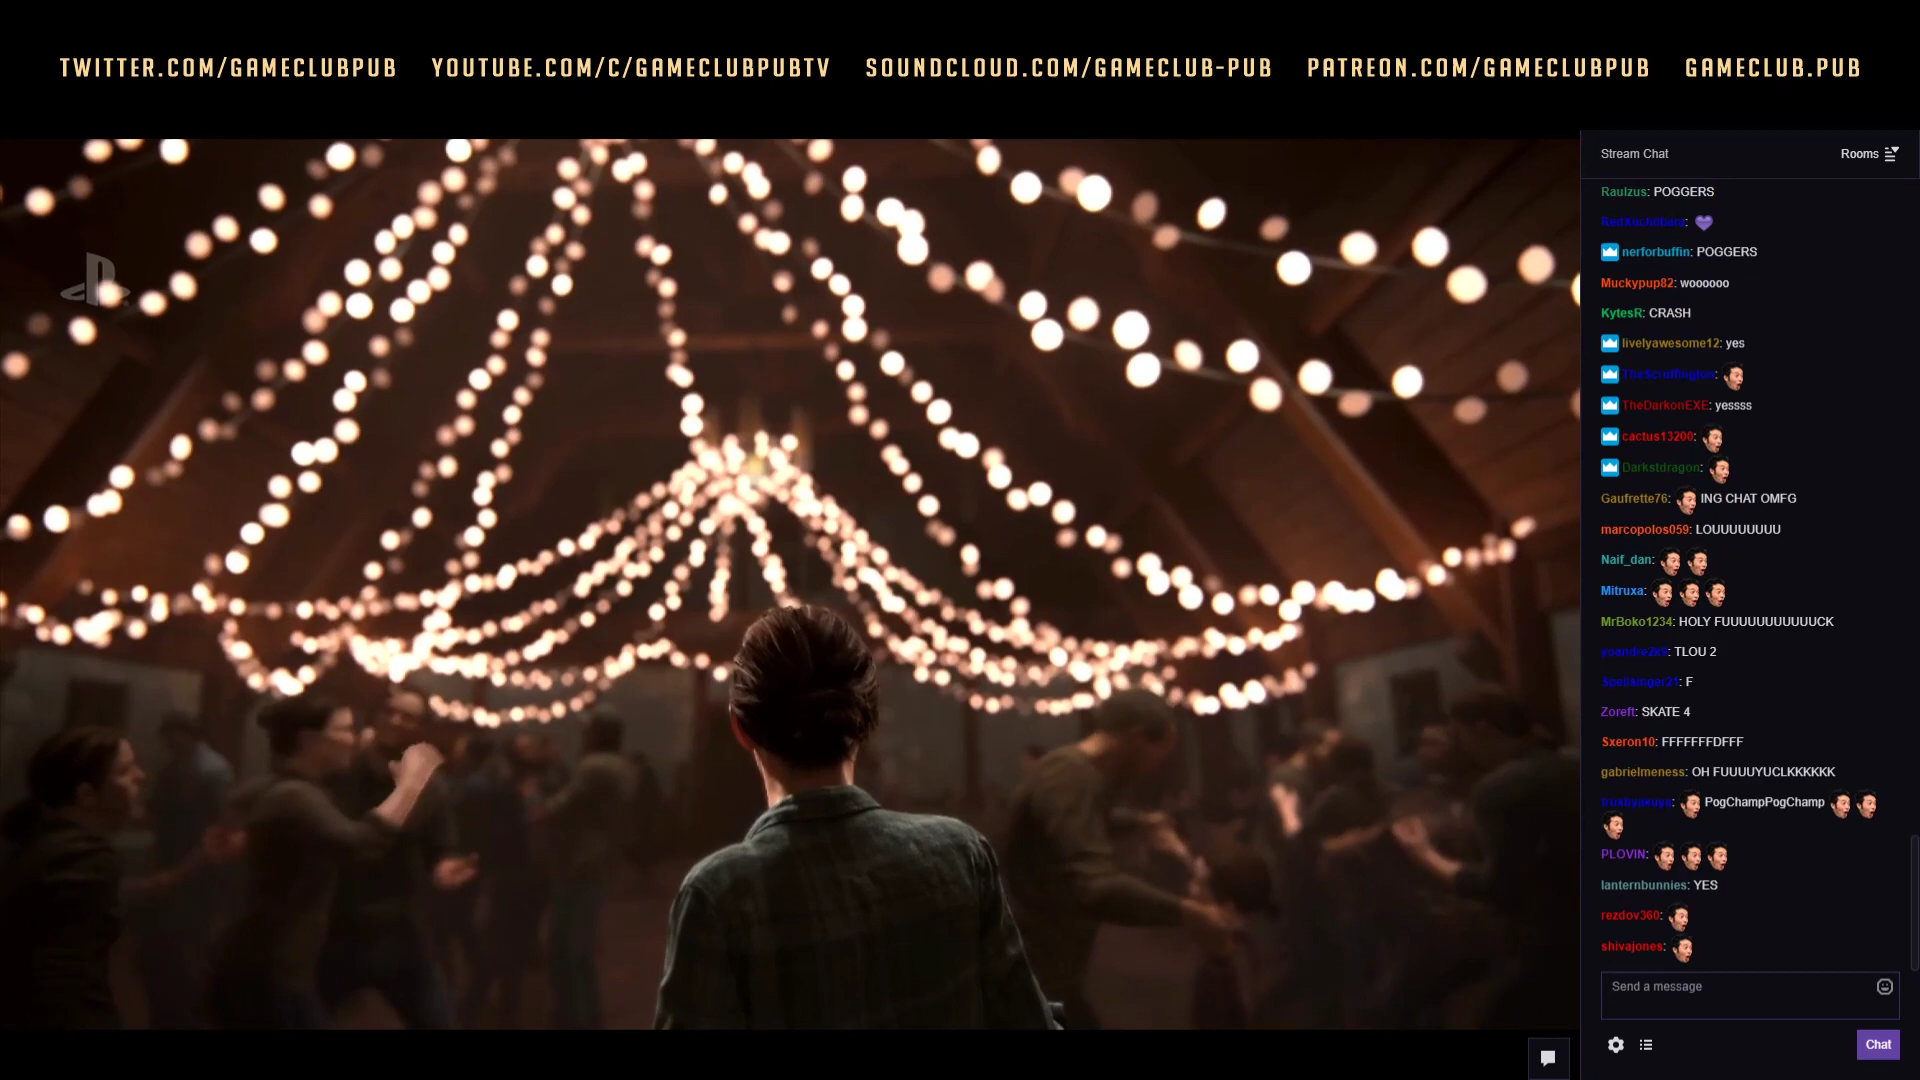 TWITTER.COM/GAMECLUBPUB YOUTUBE.COM/C/GAMECLUBPUBTV SOUNDCLOUD.COM/GAMECLUB-PUB PATREON.COM/GAMECLUBPUB GAMECLUB.PUB
Stream Chat Rooms
Raulzus: POGGERS
nerforbuffin: POGGERS
Muckypup82: woooooo
KytesR: CRASH
livelyawesome12: yes
TheScruffington:
TheDarkonEXE: yessss
cactus13200:
Darkstdragon:
Gaufrette76: ING CHAT OMFG
marcopolos059: LOUUUUUUUU
Naif_dan:
Mitruxa:
MrBoko1234: HOLY FUUUUUUUUUUUCK
TLOU 2
Spellsinger21: F
Zoreft: SKATE 4
Sxeron10: FFFFFFFDFFF
gabrielmeness: OH FUUUUYUCLKKKKKK
PogChampPogChamp
PLOVIN:
lanternbunnies: YES
rezdov360:
shivajones:
Send a message
Chat